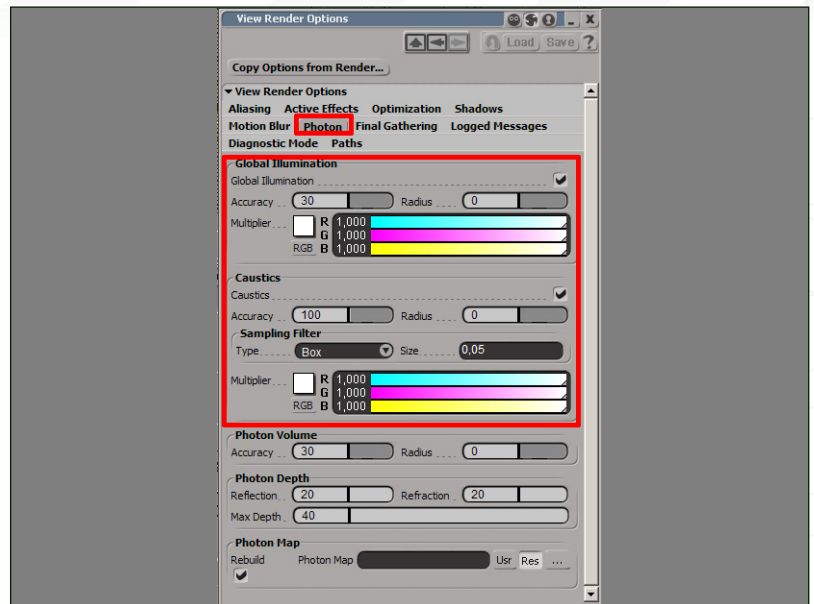 View Render Options
Load Save ?
Copy Options from Render...
View Render Options
Aliasing Active Effects Optimization Shadows
Motion Blur Photon Final Gathering Logged Messages
Diagnostic Mode Paths
Global Illumination
Global Illumination
Accuracy 30 Radius 0
Multiplier R 1,000
G 1,000
RGB B 1,000
Caustics
Caustics
Accuracy 100 Radius 0
Sampling Filter
Type Box Size 0,05
Multiplier R 1,000
G 1,000
RGB B 1,000
Photon Volume
Accuracy 30 Radius 0
Photon Depth
Reflection 20 Refraction 20
Max Depth 40
Photon Map
Rebuild Photon Map Usr Res ...